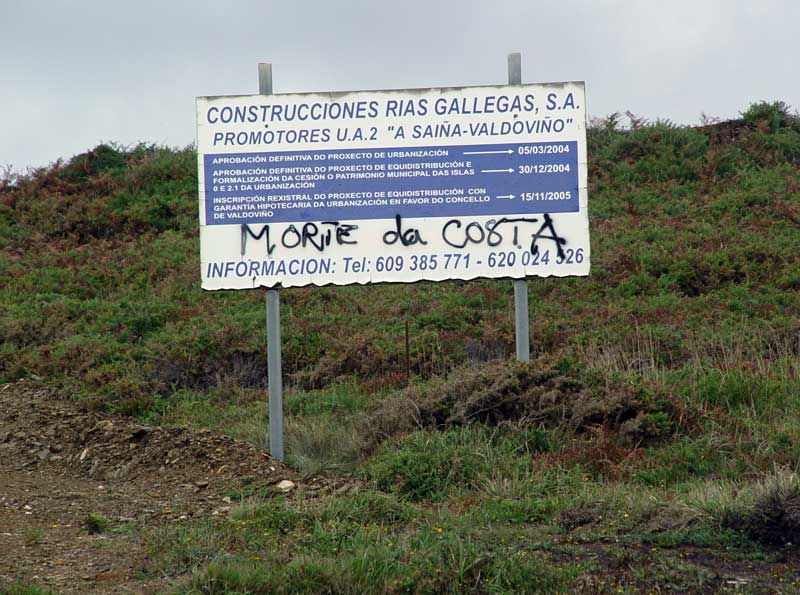 CONSTRUCCIONES RIAS GALLEGAS, S.A.
PROMOTORES U.A.2 "A SAIÑA-VALDOVIÑO"
APROBACIÓN DEFINITIVA DO PROXECTO DE URBANIZACIÓN 05/03/2004
APROBACIÓN DEFINITIVA DO PROXECTO DE EQUIDISTRIBUCIÓN E
FORMALIZACIÓN DA CESIÓN O PATRIMONIO MUNICIPAL DAS ISLAS 30/12/2004
0 E 2.1 DA URBANIZACIÓN
INSCRIPCIÓN REXISTRAL DO PROXECTO DE EQUIDISTRIBUCIÓN CON
GARANTÍA HIPOTECARIA DA URBANIZACIÓN EN FAVOR DO CONCELLO 15/11/2005
DE VALDOVIÑO
MORTE da COSTA
INFORMACION: Tel: 609 385 771 - 620 024 526